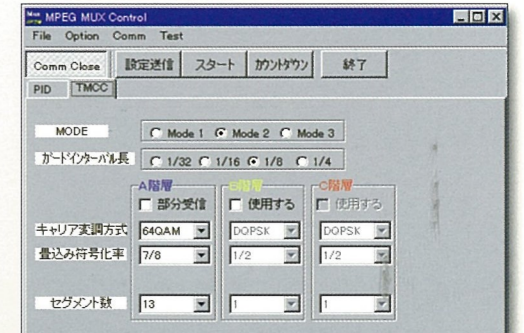 MPEG MUX Control
File Option Comm Test
Comm Close 設定送信 スタート カウントダウン 終了
PID TMCC
MODE Mode 1 Mode 2 Mode 3
ガードインターバル長 1/32 1/16 1/8 1/4
A階層 B階層 C階層
部分受信 使用する 使用する
キャリア変調方式 64QAM DQPSK DQPSK
畳込み符号化率 7/8 1/2 1/2
セグメント数 13 1 1